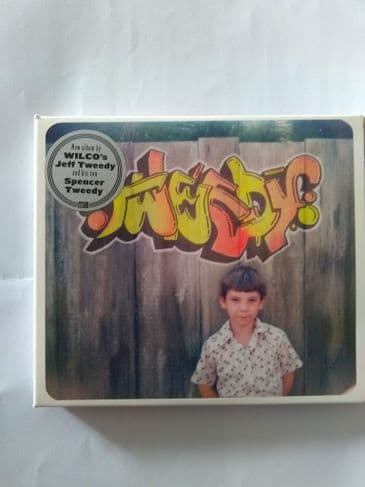 New album by
WILCO's
Jeff Tweedy
and his son
Spencer
Tweedy
TWEEDY